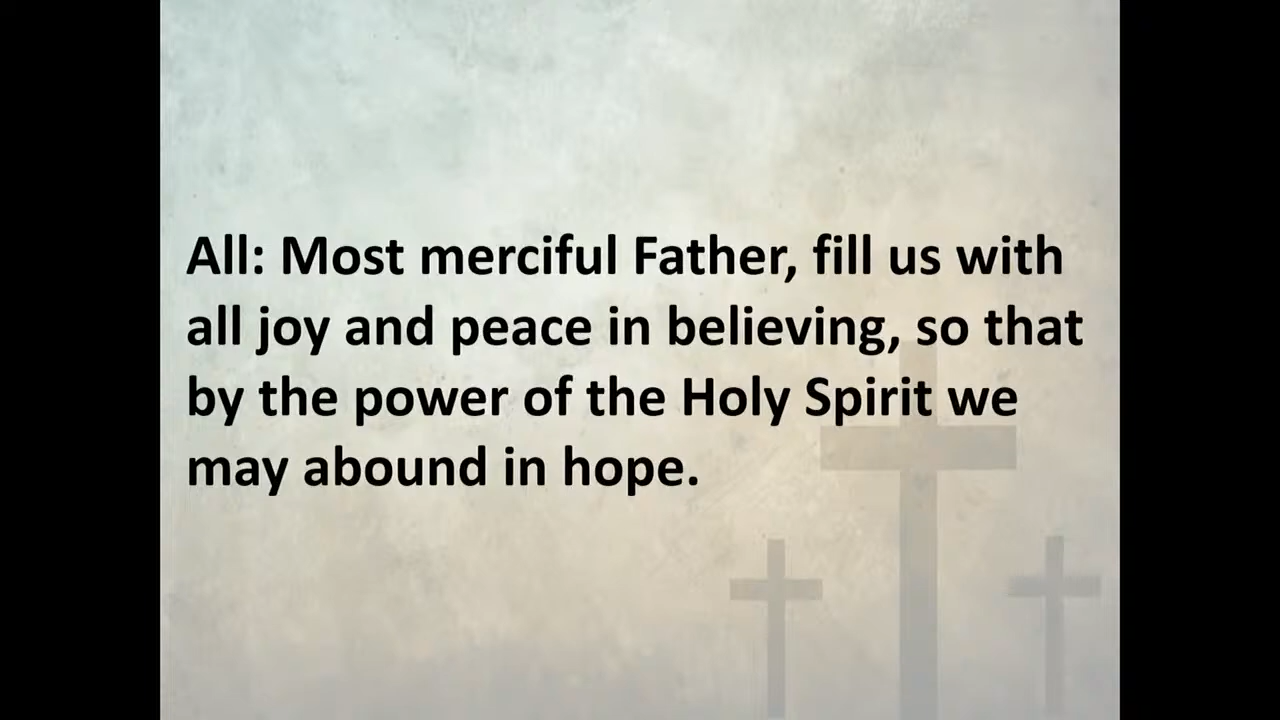 All: Most merciful Father, fill us with
all joy and peace in believing, so that
by the power of the Holy Spirit we
may abound in hope.